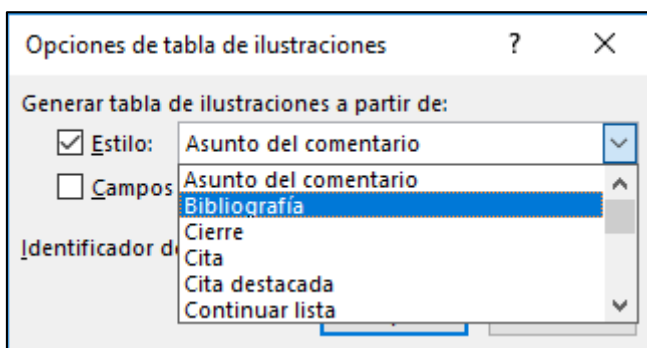 Opciones de tabla de ilustraciones ? ×
Generar tabla de ilustraciones a partir de:
Estilo: Asunto del comentario
Campos Asunto del comentario
Bibliografía
Cierre
Identificador Cita
Cita destacada
Continuar lista